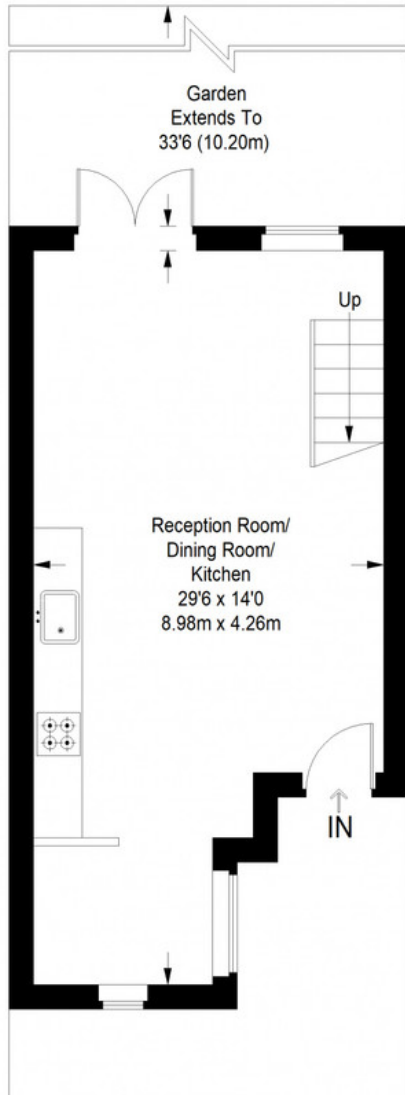 Garden
Extends To
33'6 (10.20m)
Up
Reception Room/
Dining Room/
Kitchen
29'6 x 14'0
8.98m x 4.26m
IN